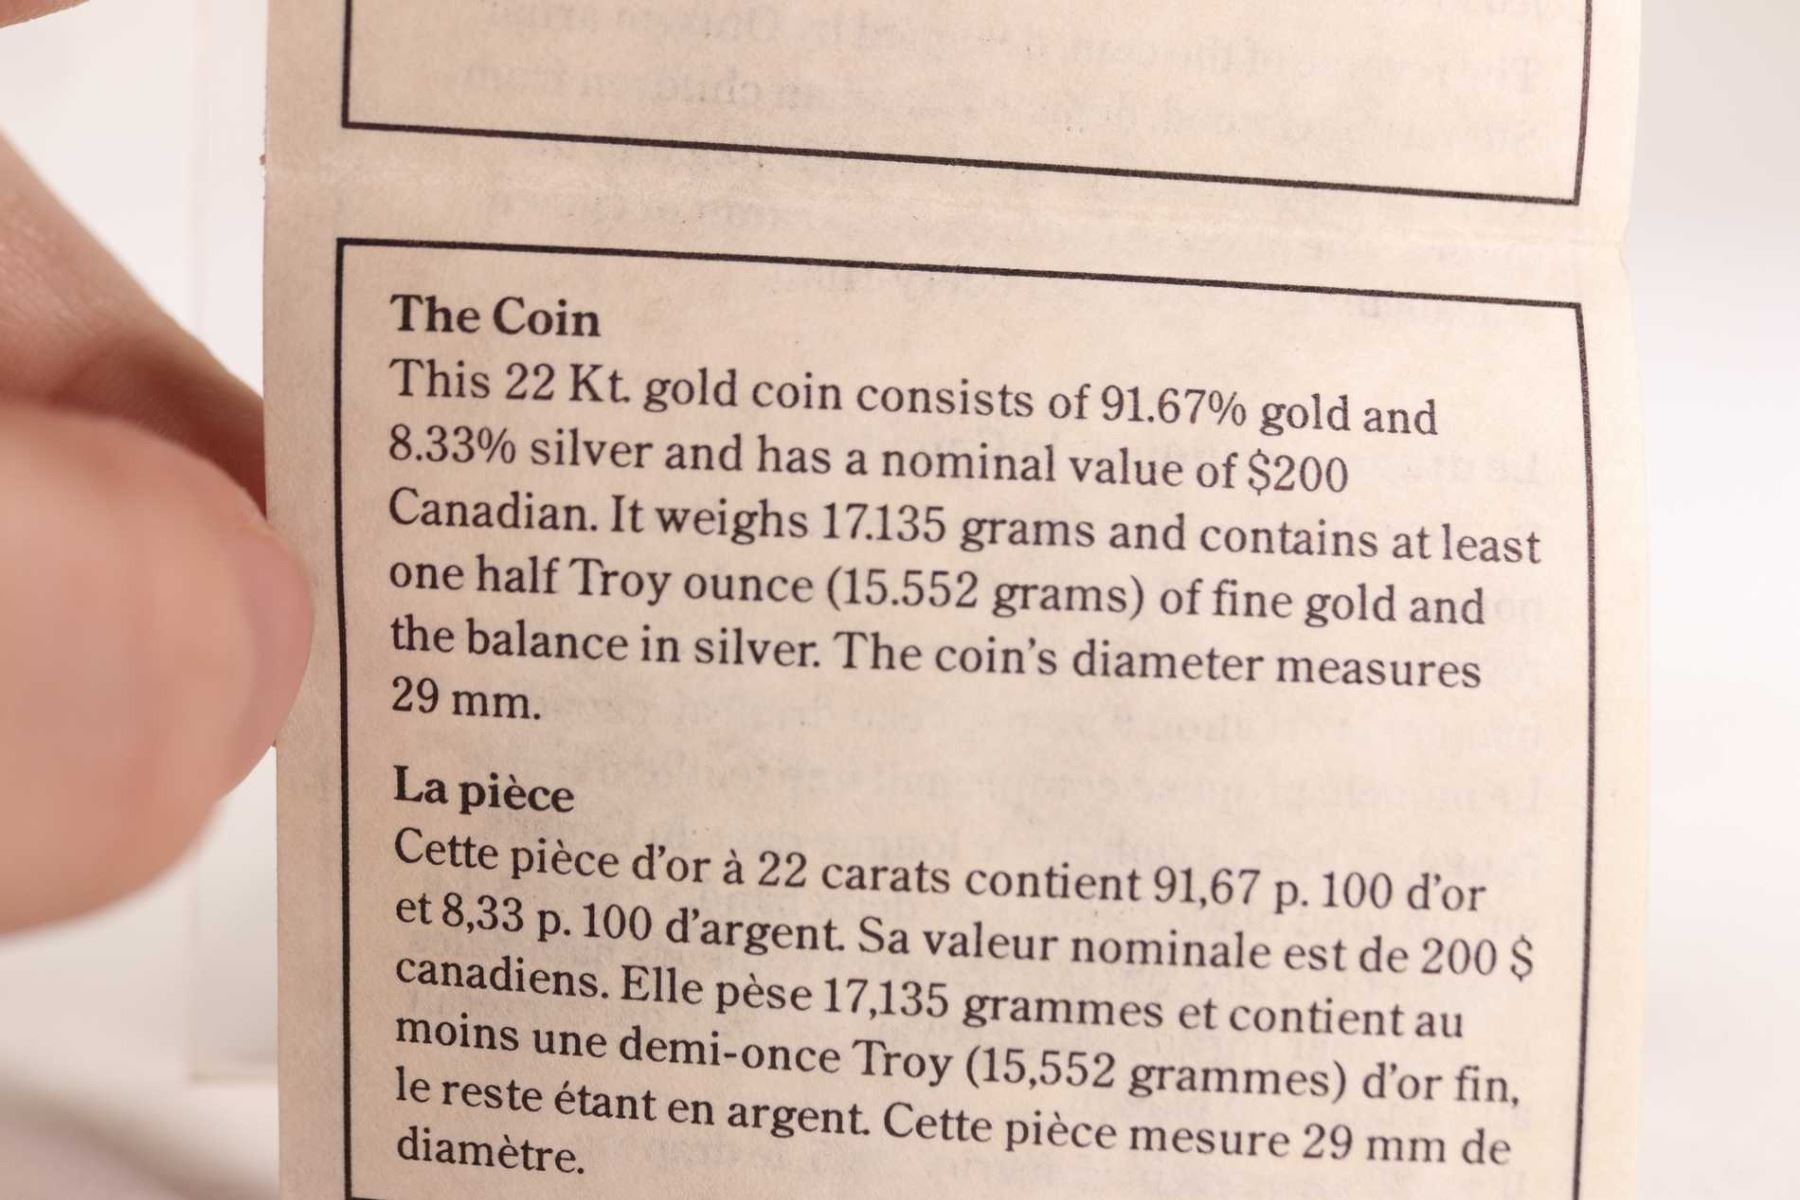 The Coin
This 22 Kt. gold coin consists of 91.67% gold and
8.33% silver and has a nominal value of $200
Canadian. It weighs 17.135 grams and contains at least
one half Troy ounce (15.552 grams) of fine gold and
the balance in silver. The coin's diameter measures
29 mm.
La pièce
Cette pièce d'or à 22 carats contient 91,67 p. 100 d'or
et 8,33 p. 100 d'argent. Sa valeur nominale est de 200 $
canadiens. Elle pèse 17,135 grammes et contient au
moins une demi-once Troy (15,552 grammes) d'or fin,
le reste étant en argent. Cette pièce mesure 29 mm de
diamètre.